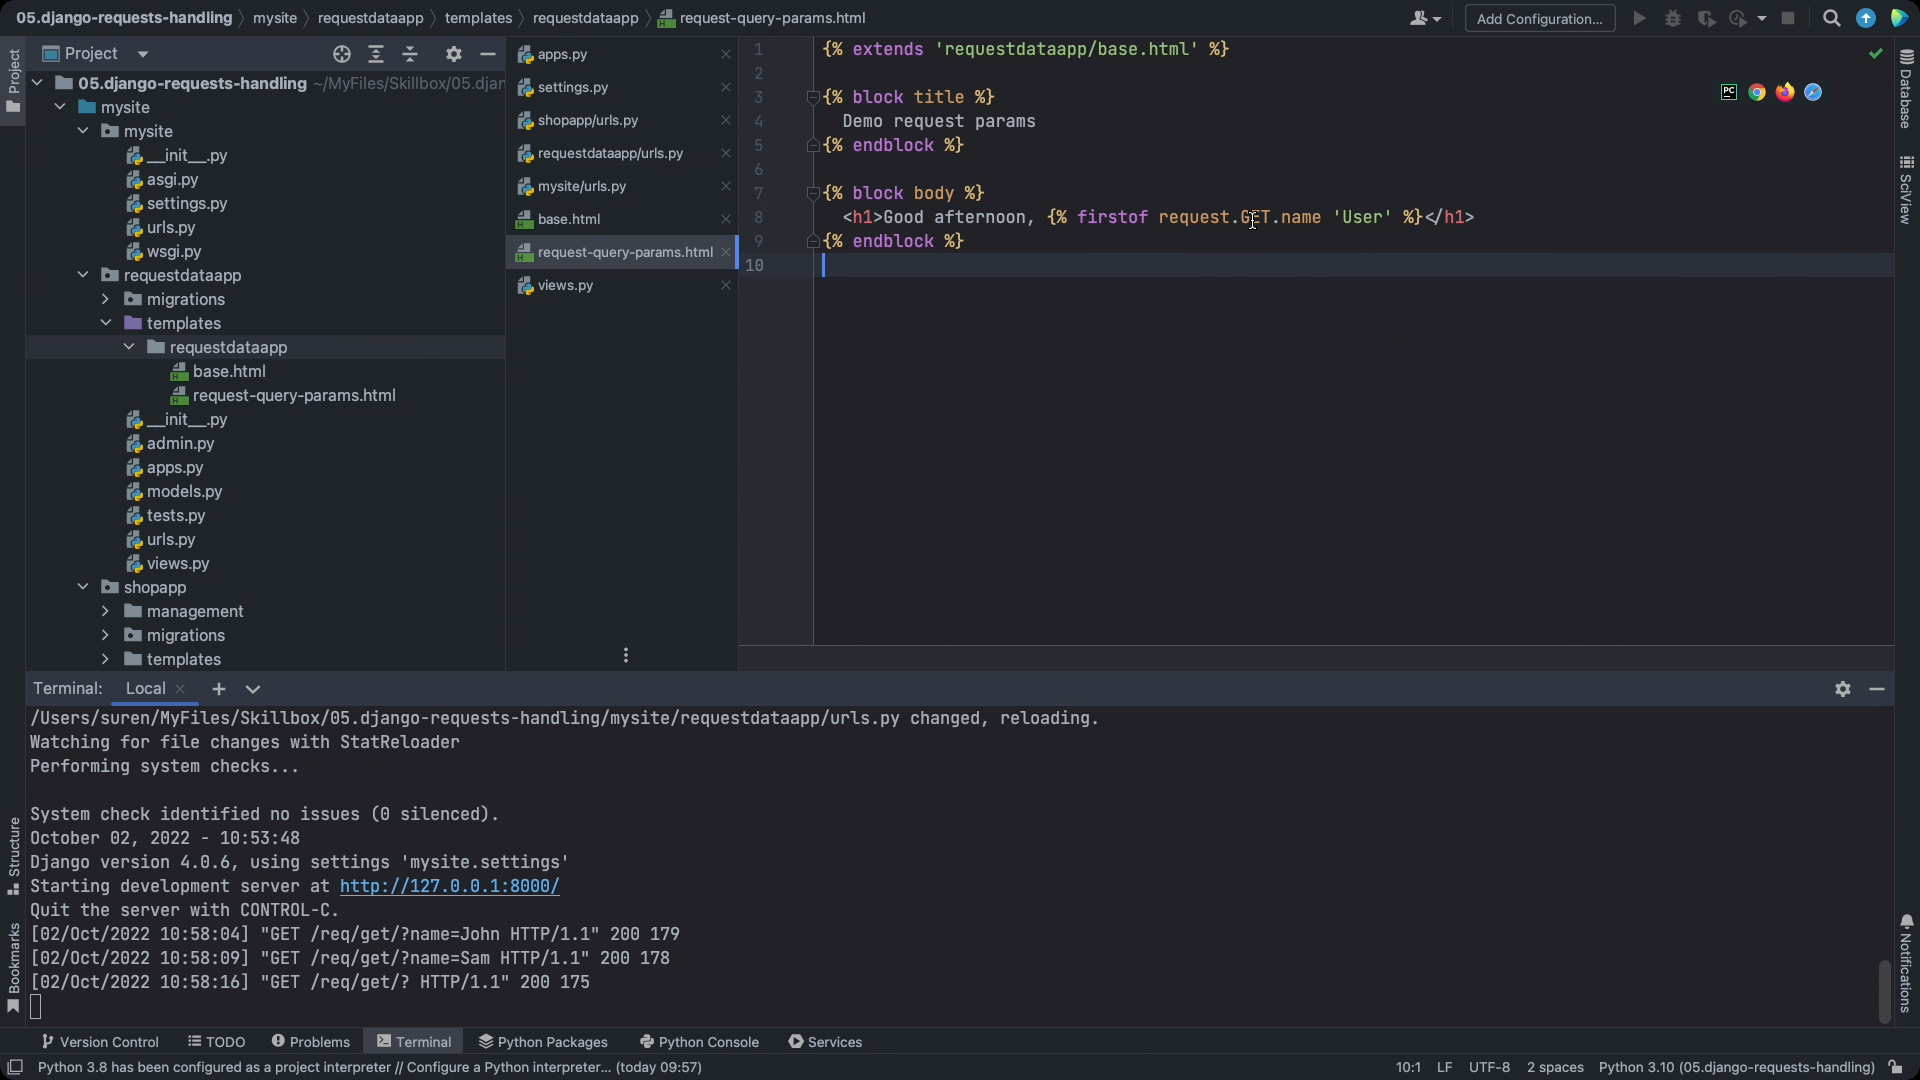 05.django-requests-handling 〉 mysite 〉 requestdataapp 〉 templates 〉 requestdataapp 〉 request-query-params.html
Add Configuration...
Project
Project
05.django-requests-handling ~/MyFiles/Skillbox/05.djan
mysite
mysite
__init__.py
asgi.py
settings.py
urls.py
wsgi.py
requestdataapp
migrations
templates
requestdataapp
base.html
request-query-params.html
__init__.py
admin.py
apps.py
models.py
tests.py
urls.py
views.py
shopapp
management
migrations
templates
apps.py
settings.py
shopapp/urls.py
requestdataapp/urls.py
mysite/urls.py
base.html
request-query-params.html
views.py
1 {% extends 'requestdataapp/base.html' %}
2
3 {% block title %}
4 Demo request params
5 {% endblock %}
6
7 {% block body %}
8 <h1>Good afternoon, {% firstof request.GET.name 'User' %}</h1>
9 {% endblock %}
10
PC
Database
SciView
Notifications
Structure
Bookmarks
Terminal: Local
/Users/suren/MyFiles/Skillbox/05.django-requests-handling/mysite/requestdataapp/urls.py changed, reloading.
Watching for file changes with StatReloader
Performing system checks...
System check identified no issues (0 silenced).
October 02, 2022 - 10:53:48
Django version 4.0.6, using settings 'mysite.settings'
Starting development server at http://127.0.0.1:8000/
Quit the server with CONTROL-C.
[02/Oct/2022 10:58:04] "GET /req/get/?name=John HTTP/1.1" 200 179
[02/Oct/2022 10:58:09] "GET /req/get/?name=Sam HTTP/1.1" 200 178
[02/Oct/2022 10:58:16] "GET /req/get/? HTTP/1.1" 200 175
Version Control TODO Problems Terminal Python Packages Python Console Services
Python 3.8 has been configured as a project interpreter // Configure a Python interpreter... (today 09:57)
10:1 LF UTF-8 2 spaces Python 3.10 (05.django-requests-handling)